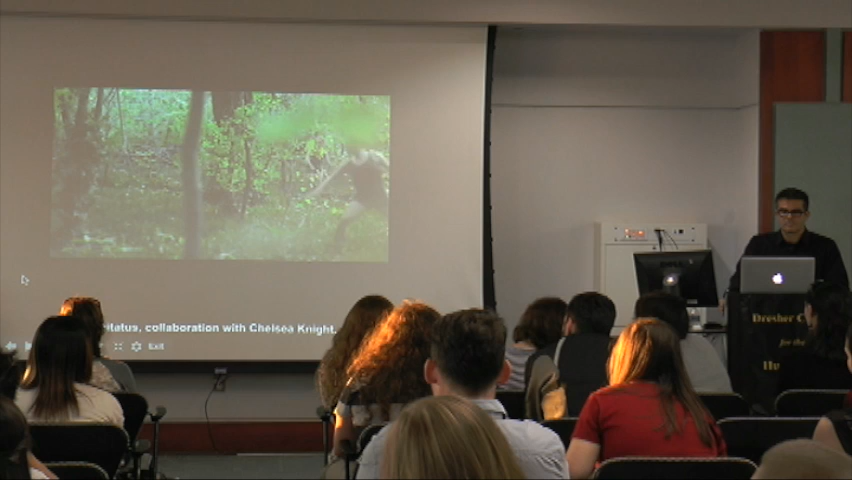 itatus, collaboration with Chelsea Knight.
Exit
Dresher C
for the
Hu